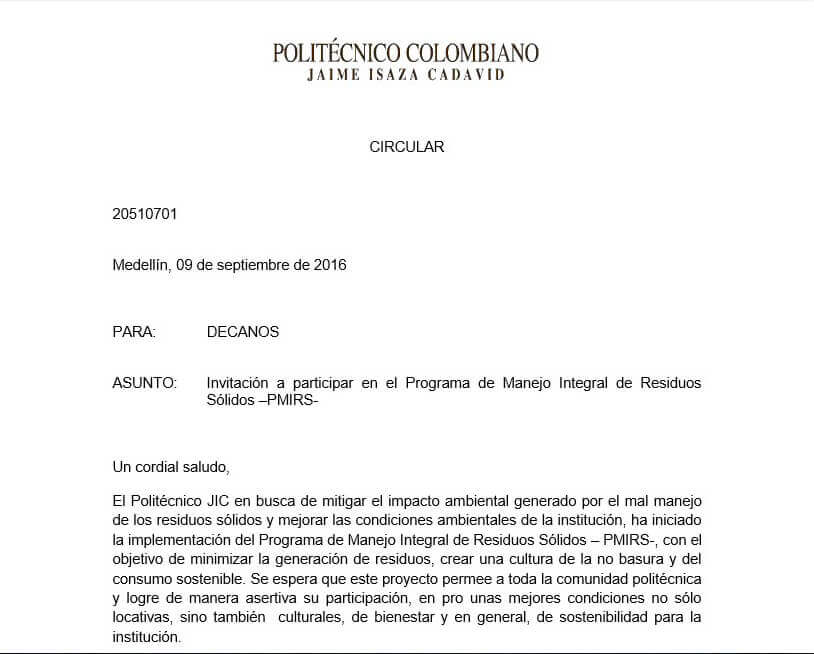 POLITÉCNICO COLOMBIANO
JAIME ISAZA CADAVID
CIRCULAR
20510701
Medellín, 09 de septiembre de 2016
PARA: DECANOS
ASUNTO: Invitación a participar en el Programa de Manejo Integral de Residuos
Sólidos –PMIRS-
Un cordial saludo,
El Politécnico JIC en busca de mitigar el impacto ambiental generado por el mal manejo
de los residuos sólidos y mejorar las condiciones ambientales de la institución, ha iniciado
la implementación del Programa de Manejo Integral de Residuos Sólidos – PMIRS-, con el
objetivo de minimizar la generación de residuos, crear una cultura de la no basura y del
consumo sostenible. Se espera que este proyecto permee a toda la comunidad politécnica
y logre de manera asertiva su participación, en pro unas mejores condiciones no sólo
locativas, sino también  culturales, de bienestar y en general, de sostenibilidad para la
institución.